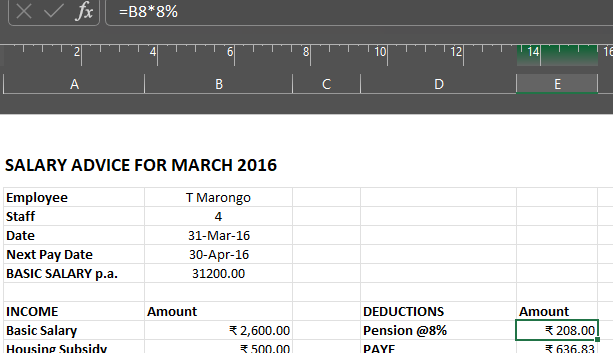 fx =B8*8%
2 4 6 8 10 12 14 16
A B C D E
SALARY ADVICE FOR MARCH 2016
Employee T Marongo
Staff 4
Date 31-Mar-16
Next Pay Date 30-Apr-16
BASIC SALARY p.a. 31200.00
INCOME Amount DEDUCTIONS Amount
Basic Salary ₹ 2,600.00 Pension @8% ₹ 208.00
Housing Subsidy ₹ 500.00 PAYE ₹ 636.83